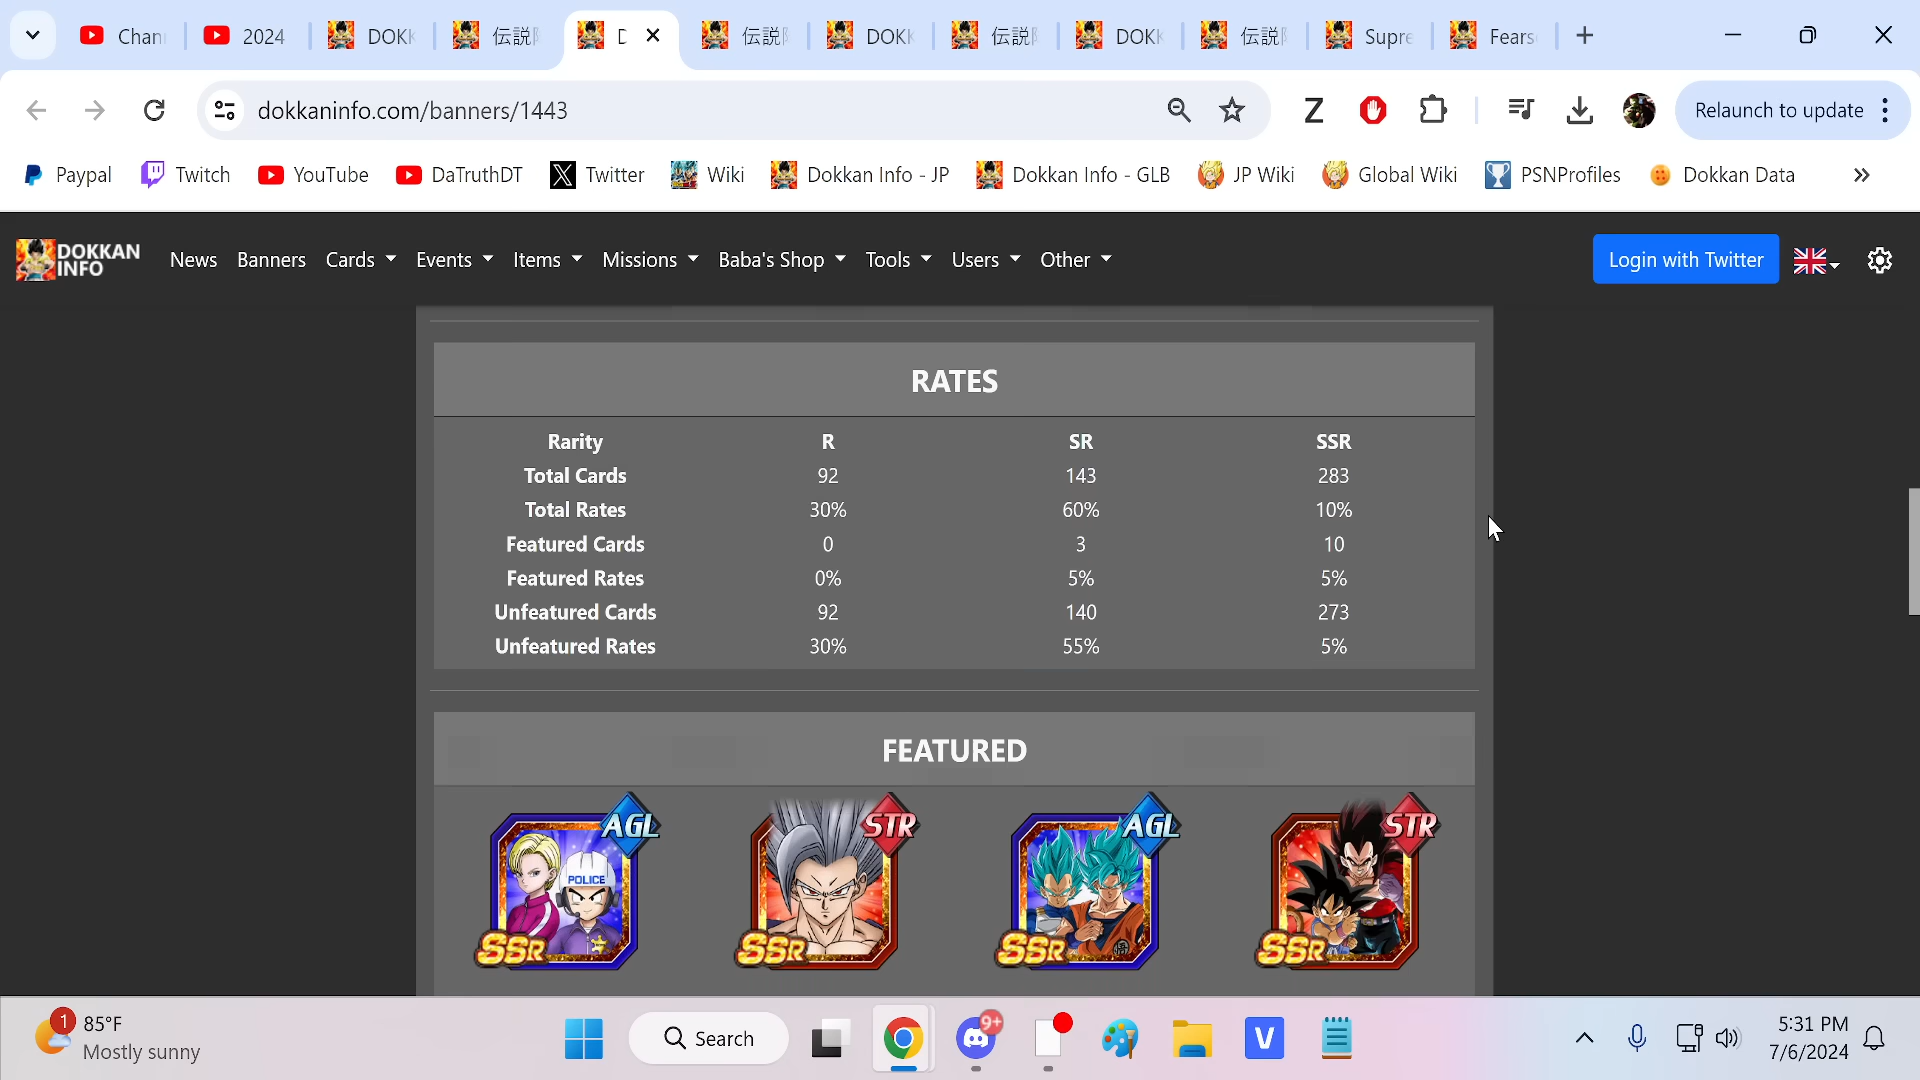 Chan 2024 DOKK 伝説 D 伝説 DOKK 伝説 DOKK 伝説 Supre Fears
dokkaninfo.com/banners/1443 Z Relaunch to update
Paypal Twitch YouTube DaTruthDT Twitter Wiki Dokkan Info - JP Dokkan Info - GLB JP Wiki Global Wiki PSNProfiles Dokkan Data
DOKKAN
INFO
News Banners Cards Events Items Missions Baba's Shop Tools Users Other Login with Twitter
RATES
Rarity R SR SSR
Total Cards 92 143 283
Total Rates 30% 60% 10%
Featured Cards 0 3 10
Featured Rates 0% 5% 5%
Unfeatured Cards 92 140 273
Unfeatured Rates 30% 55% 5%
FEATURED
AGL STR AGL STR
POLICE
悟
SSR SSR SSR SSR
1 85°F
Mostly sunny
Search
9+
V
5:31 PM
7/6/2024